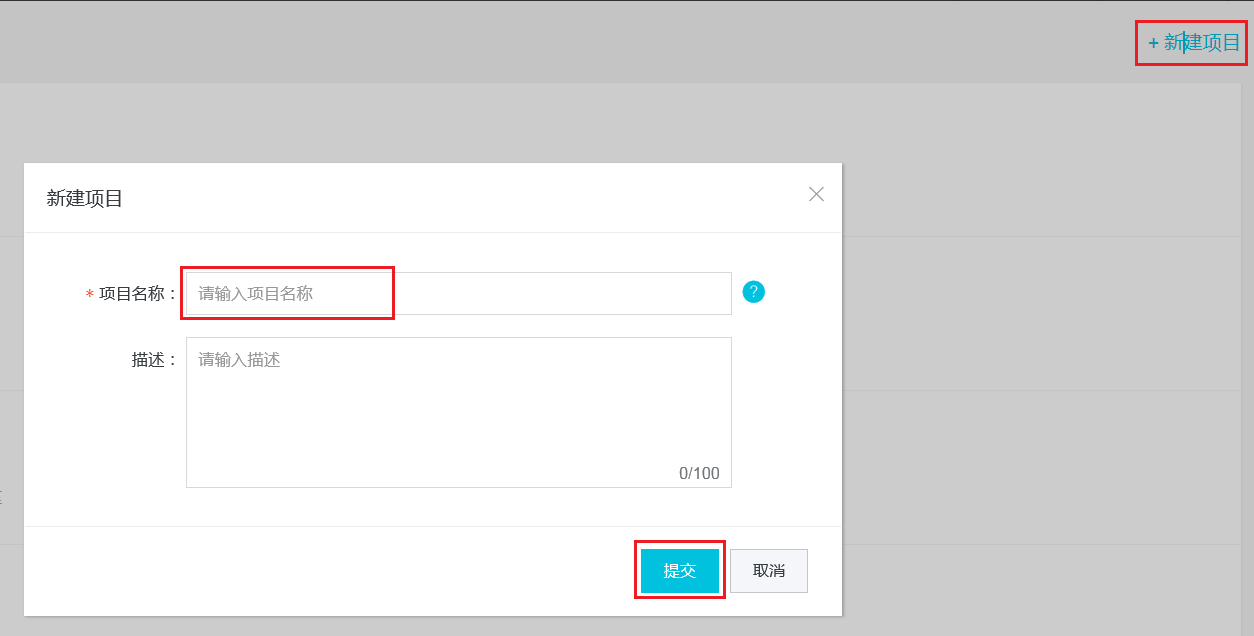 + 新建项目
新建项目
* 项目名称： 请输入项目名称 ?
描述： 请输入描述
0/100
提交 取消